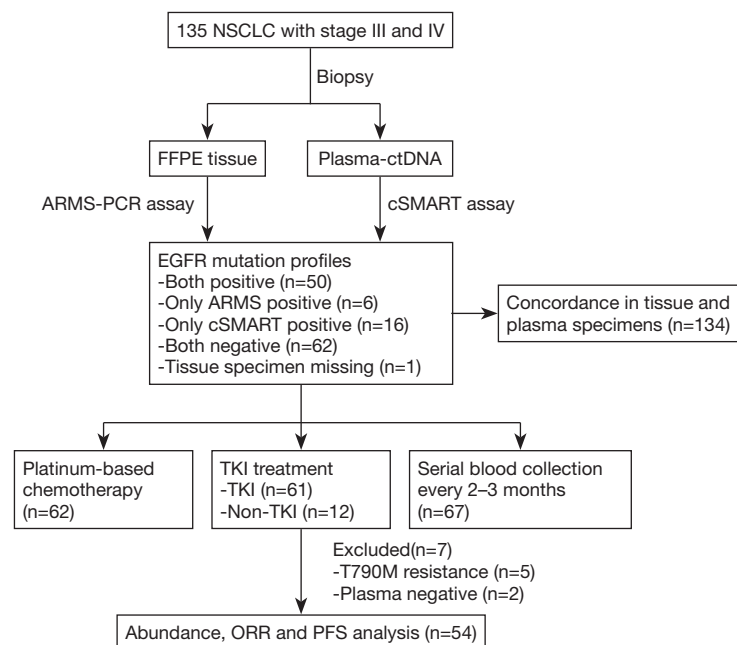 135 NSCLC with stage III and IV
Biopsy
FFPE tissue
Plasma-ctDNA
ARMS-PCR assay
cSMART assay
EGFR mutation profiles
-Both positive (n=50)
-Only ARMS positive (n=6)
-Only cSMART positive (n=16)
-Both negative (n=62)
-Tissue specimen missing (n=1)
Concordance in tissue and
plasma specimens (n=134)
Platinum-based
chemotherapy
(n=62)
TKI treatment
-TKI (n=61)
-Non-TKI (n=12)
Serial blood collection
every 2–3 months
(n=67)
Excluded(n=7)
-T790M resistance (n=5)
-Plasma negative (n=2)
Abundance, ORR and PFS analysis (n=54)